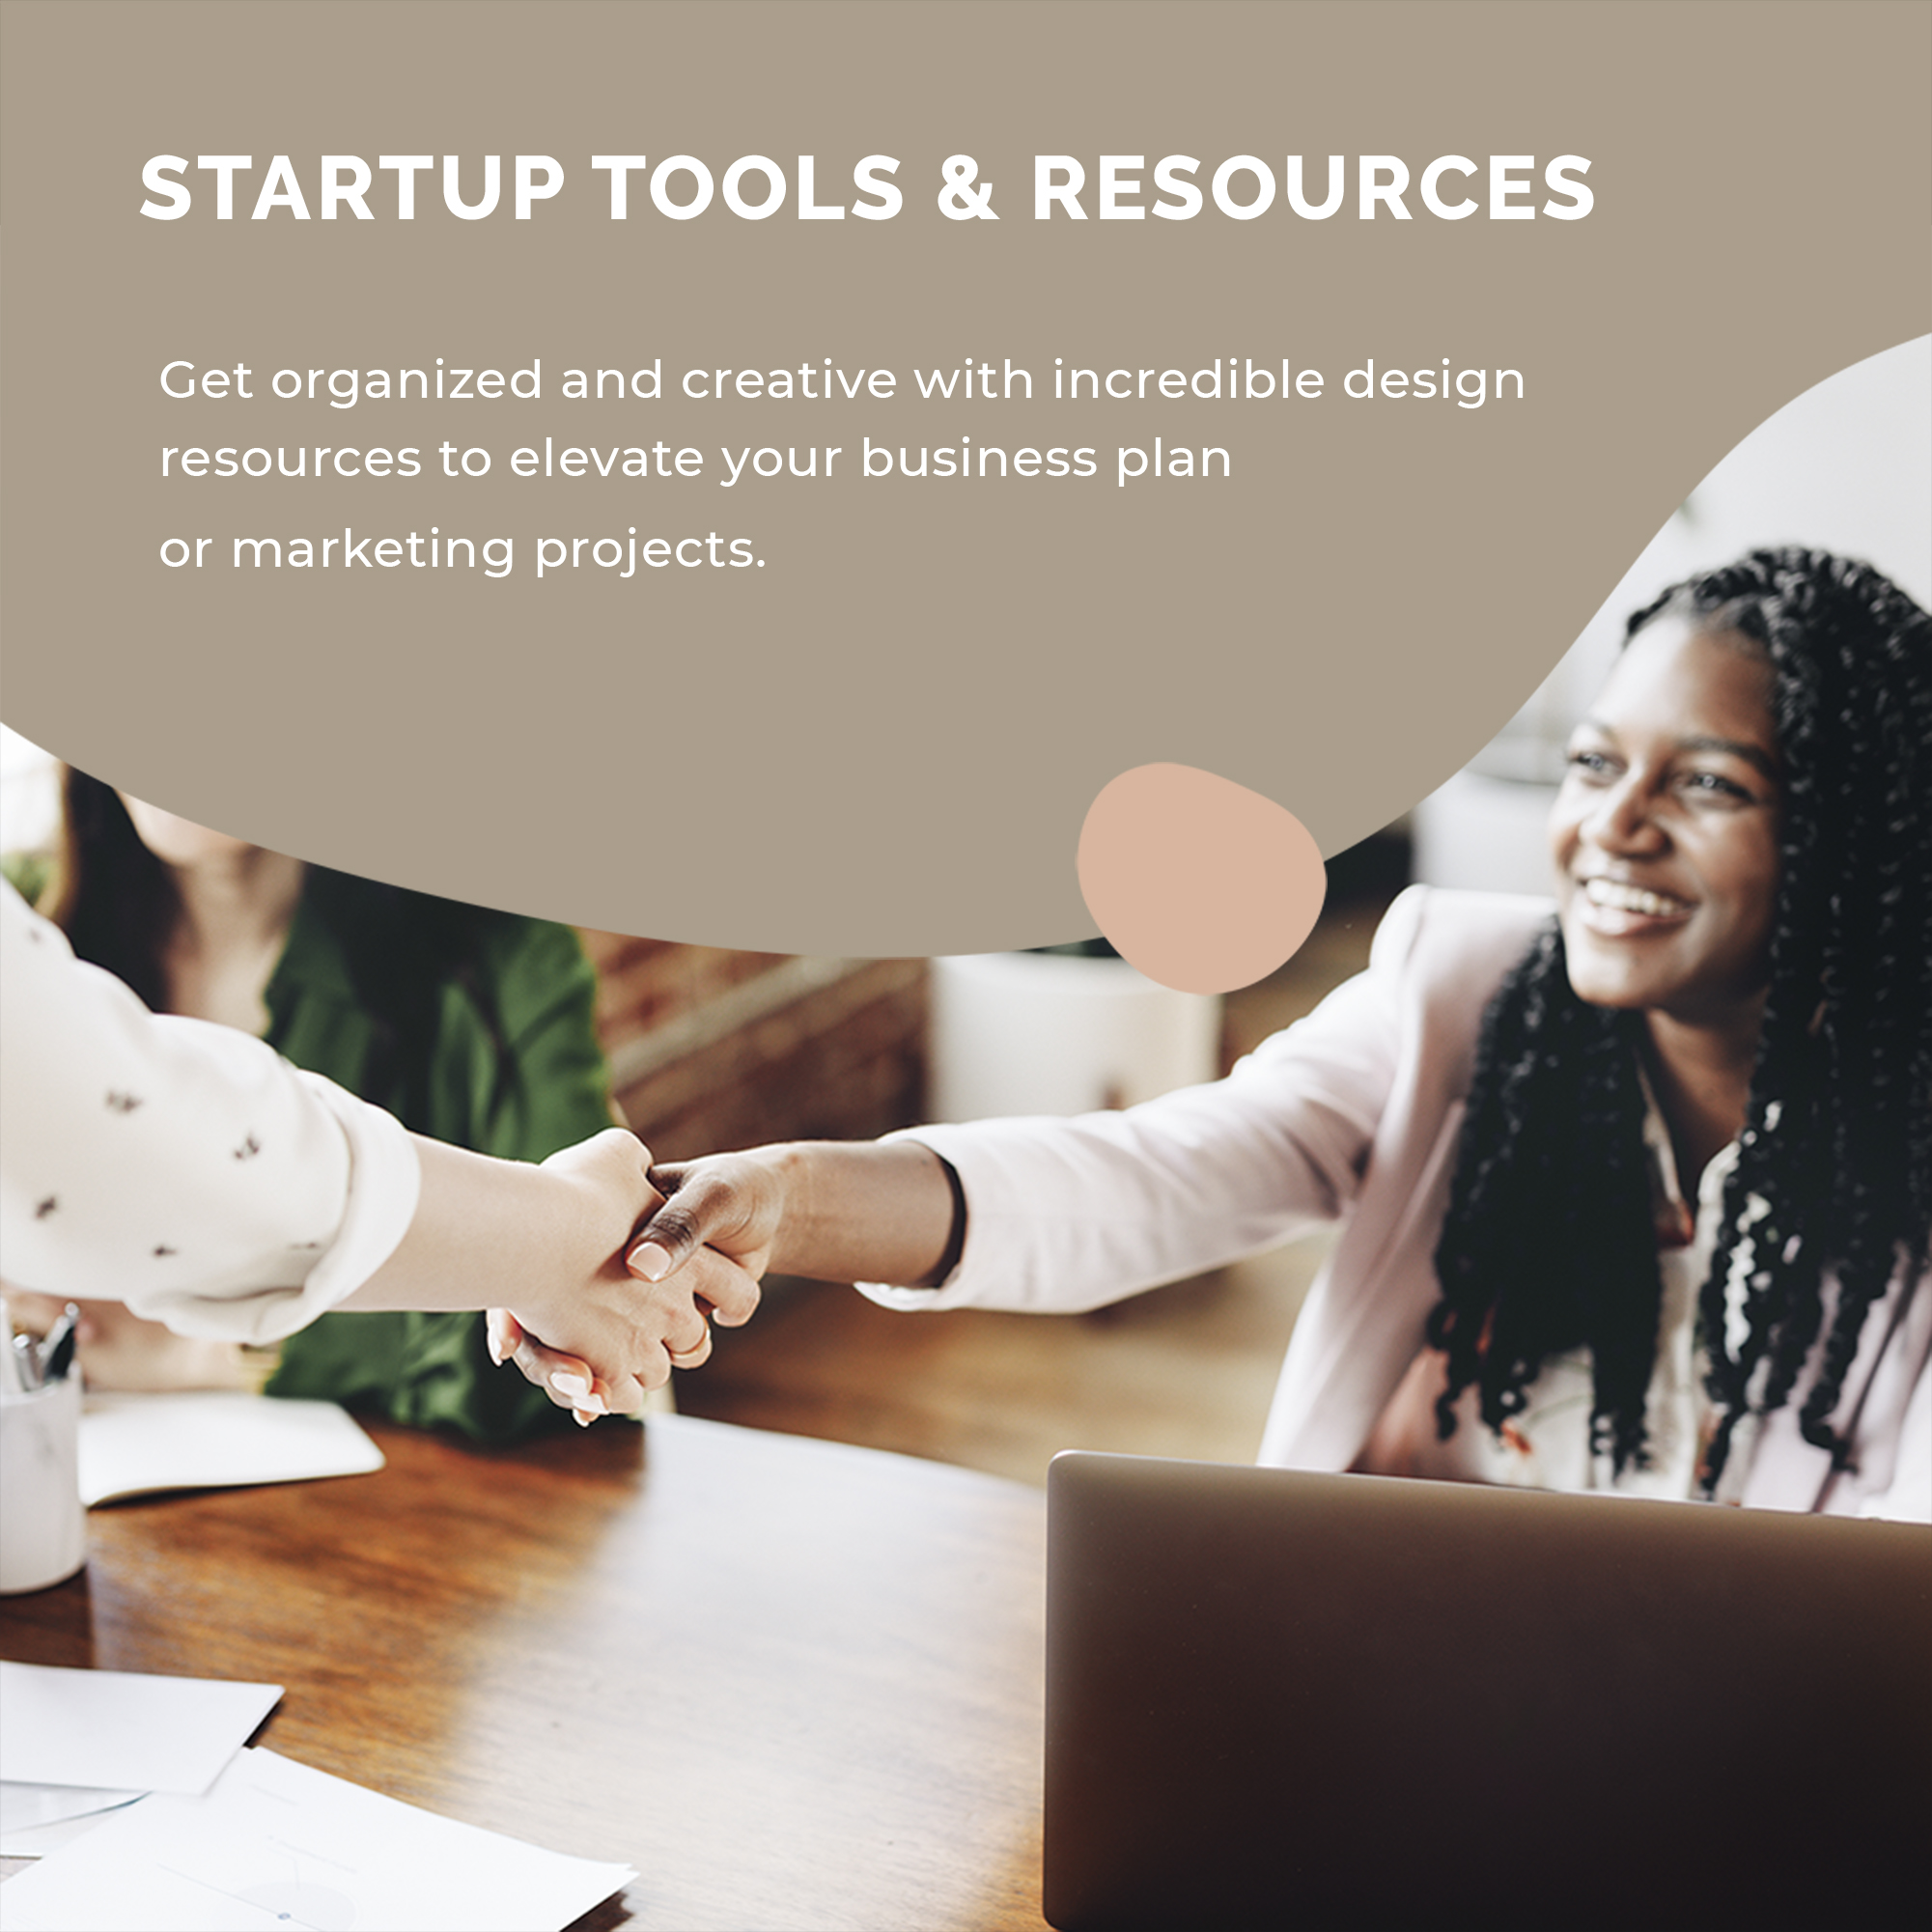 STARTUP TOOLS & RESOURCES
Get organized and creative with incredible design
resources to elevate your business plan
or marketing projects.